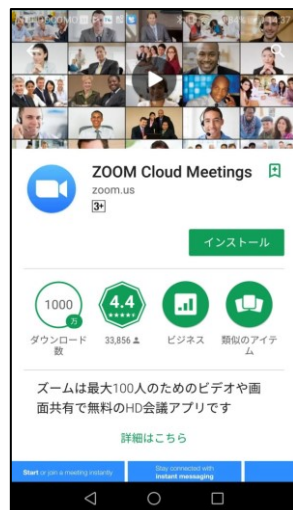 ZOOM Cloud Meetings
zoom.us
3+
インストール
1000
万
4.4
ダウンロード
数
33,856
ビジネス
類似のアイテ
ム
ズームは最大100人のためのビデオや画
面共有で無料のHD会議アプリです
詳細はこちら
Start or join a meeting instantly
Stay connected with
instant messaging